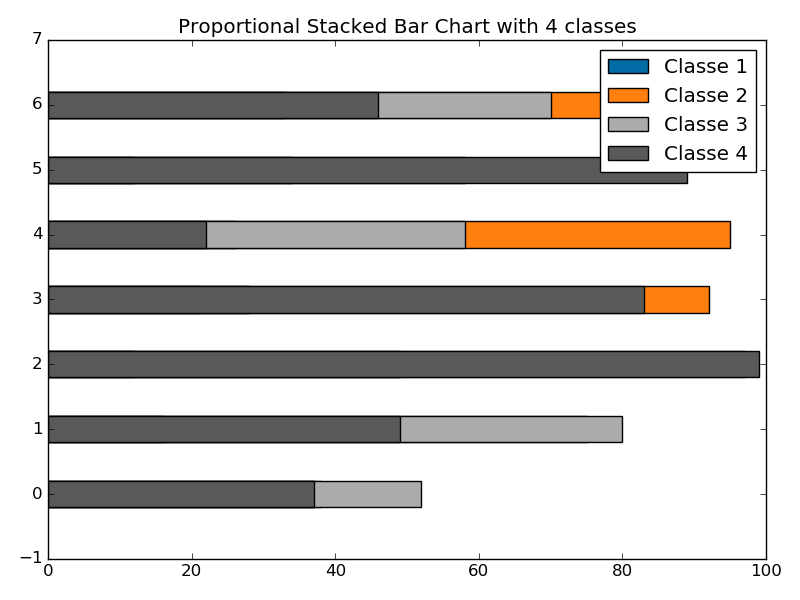 Proportional Stacked Bar Chart with 4 classes
7
6
5
4
3
2
1
0
−1
0 20 40 60 80 100
Classe 1
Classe 2
Classe 3
Classe 4